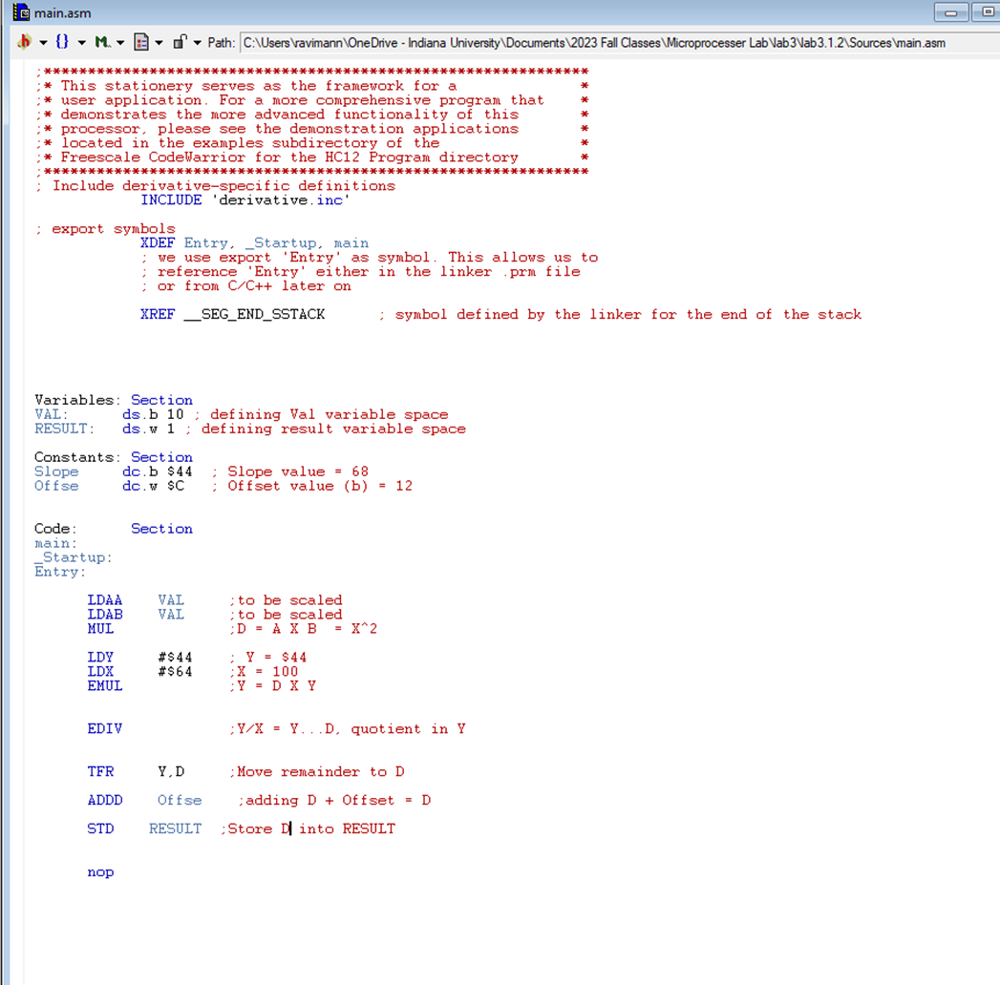 main.asm
M. Path: C:\Users\ravimann\OneDrive - Indiana University\Documents\2023 Fall Classes\Microprocesser Lab\lab3\lab3.1.2\Sources\main.asm
;**************************************************************
;* This stationery serves as the framework for a              *
;* user application. For a more comprehensive program that    *
;* demonstrates the more advanced functionality of this       *
;* processor, please see the demonstration applications       *
;* located in the examples subdirectory of the                *
;* Freescale CodeWarrior for the HC12 Program directory       *
;**************************************************************
; Include derivative-specific definitions
            INCLUDE 'derivative.inc'
; export symbols
            XDEF Entry, _Startup, main
            ; we use export 'Entry' as symbol. This allows us to
            ; reference 'Entry' either in the linker .prm file
            ; or from C/C++ later on
            XREF __SEG_END_SSTACK      ; symbol defined by the linker for the end of the stack
Variables: Section
VAL:      ds.b 10 ; defining Val variable space
RESULT:   ds.w 1 ; defining result variable space
Constants: Section
Slope     dc.b $44  ; Slope value = 68
Offse     dc.w $C   ; Offset value (b) = 12
Code:      Section
main:
_Startup:
Entry:
      LDAA    VAL     ;to be scaled
      LDAB    VAL     ;to be scaled
      MUL             ;D = A X B  = X^2
      LDY     #$44    ; Y = $44
      LDX     #$64    ;X = 100
      EMUL            ;Y = D X Y
      EDIV            ;Y/X = Y...D, quotient in Y
      TFR     Y,D     ;Move remainder to D
      ADDD    Offse    ;adding D + Offset = D
      STD    RESULT  ;Store D into RESULT
      nop